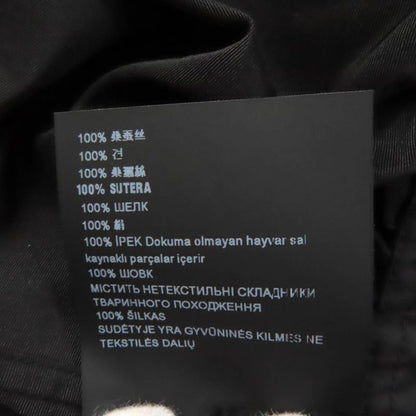 100% 桑蚕丝
100% 견
100% 桑蠶絲
100% SUTERA
100% ШЕЛК
100% 絹
100% İPEK Dokuma olmayan hayvar sal
kaynaklı parçalar içerir
100% ШОВК
МІСТИТЬ НЕТЕКСТИЛЬНІ СКЛАДНИКИ
ТВАРИННОГО ПОХОДЖЕННЯ
100% ŠILKAS
SUDĖTYJE YRA GYVŪNINĖS KILMES NE
TEKSTILĖS DALIŲ